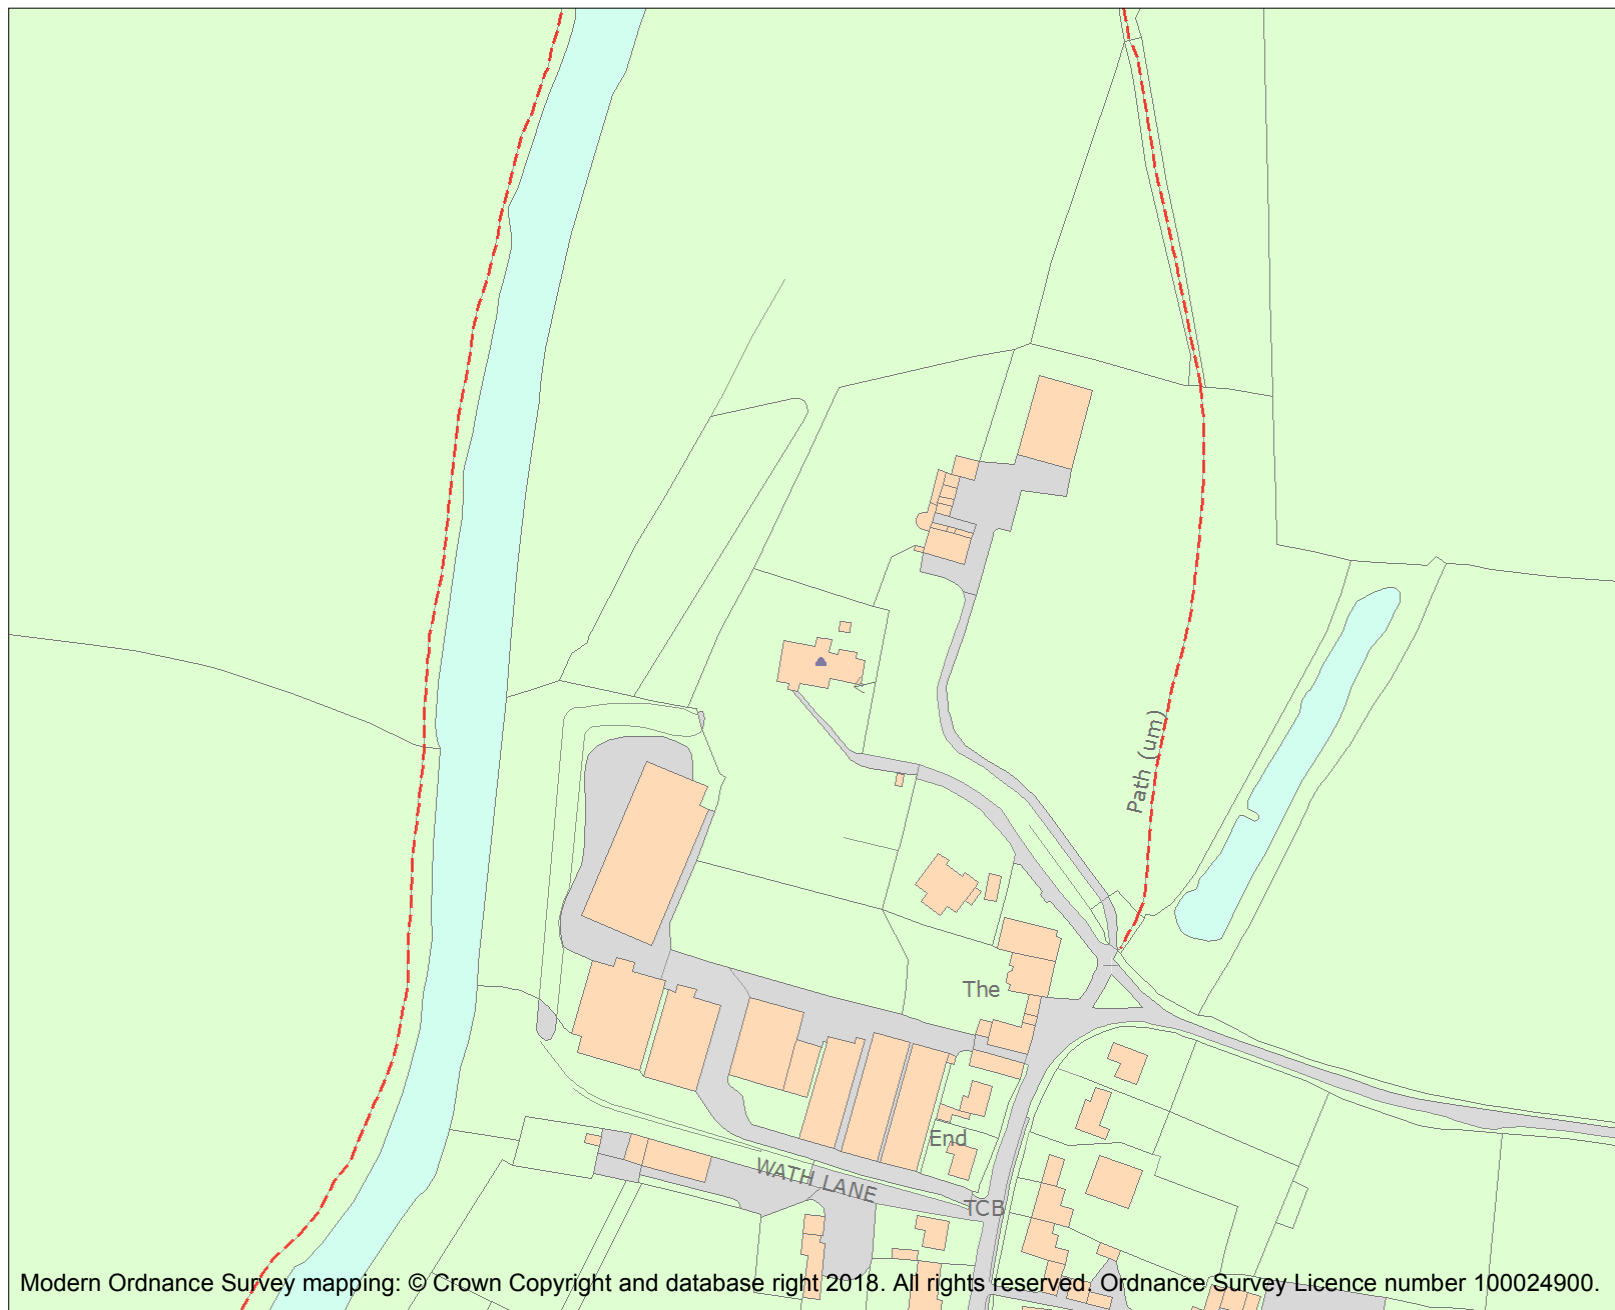 Path (um)
The
End
WATH LANE
TCB
Modern Ordnance Survey mapping: © Crown Copyright and database right 2018. All rights reserved. Ordnance Survey Licence number 100024900.